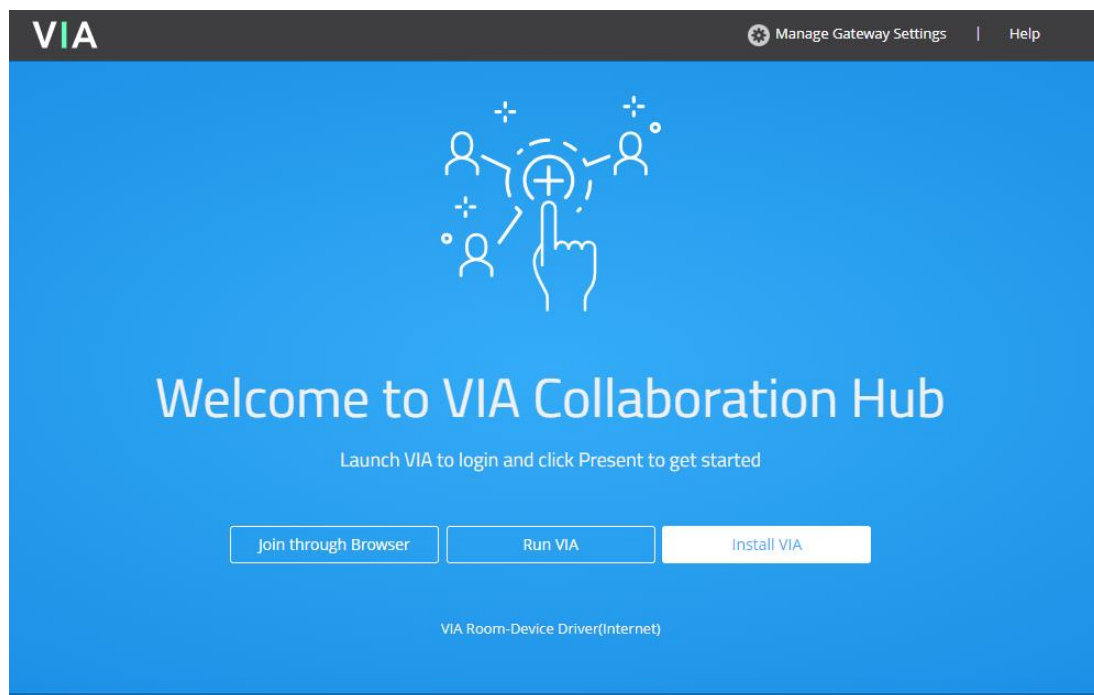 VIA
Manage Gateway Settings | Help
Welcome to VIA Collaboration Hub
Launch VIA to login and click Present to get started
Join through Browser
Run VIA
Install VIA
VIA Room-Device Driver(Internet)